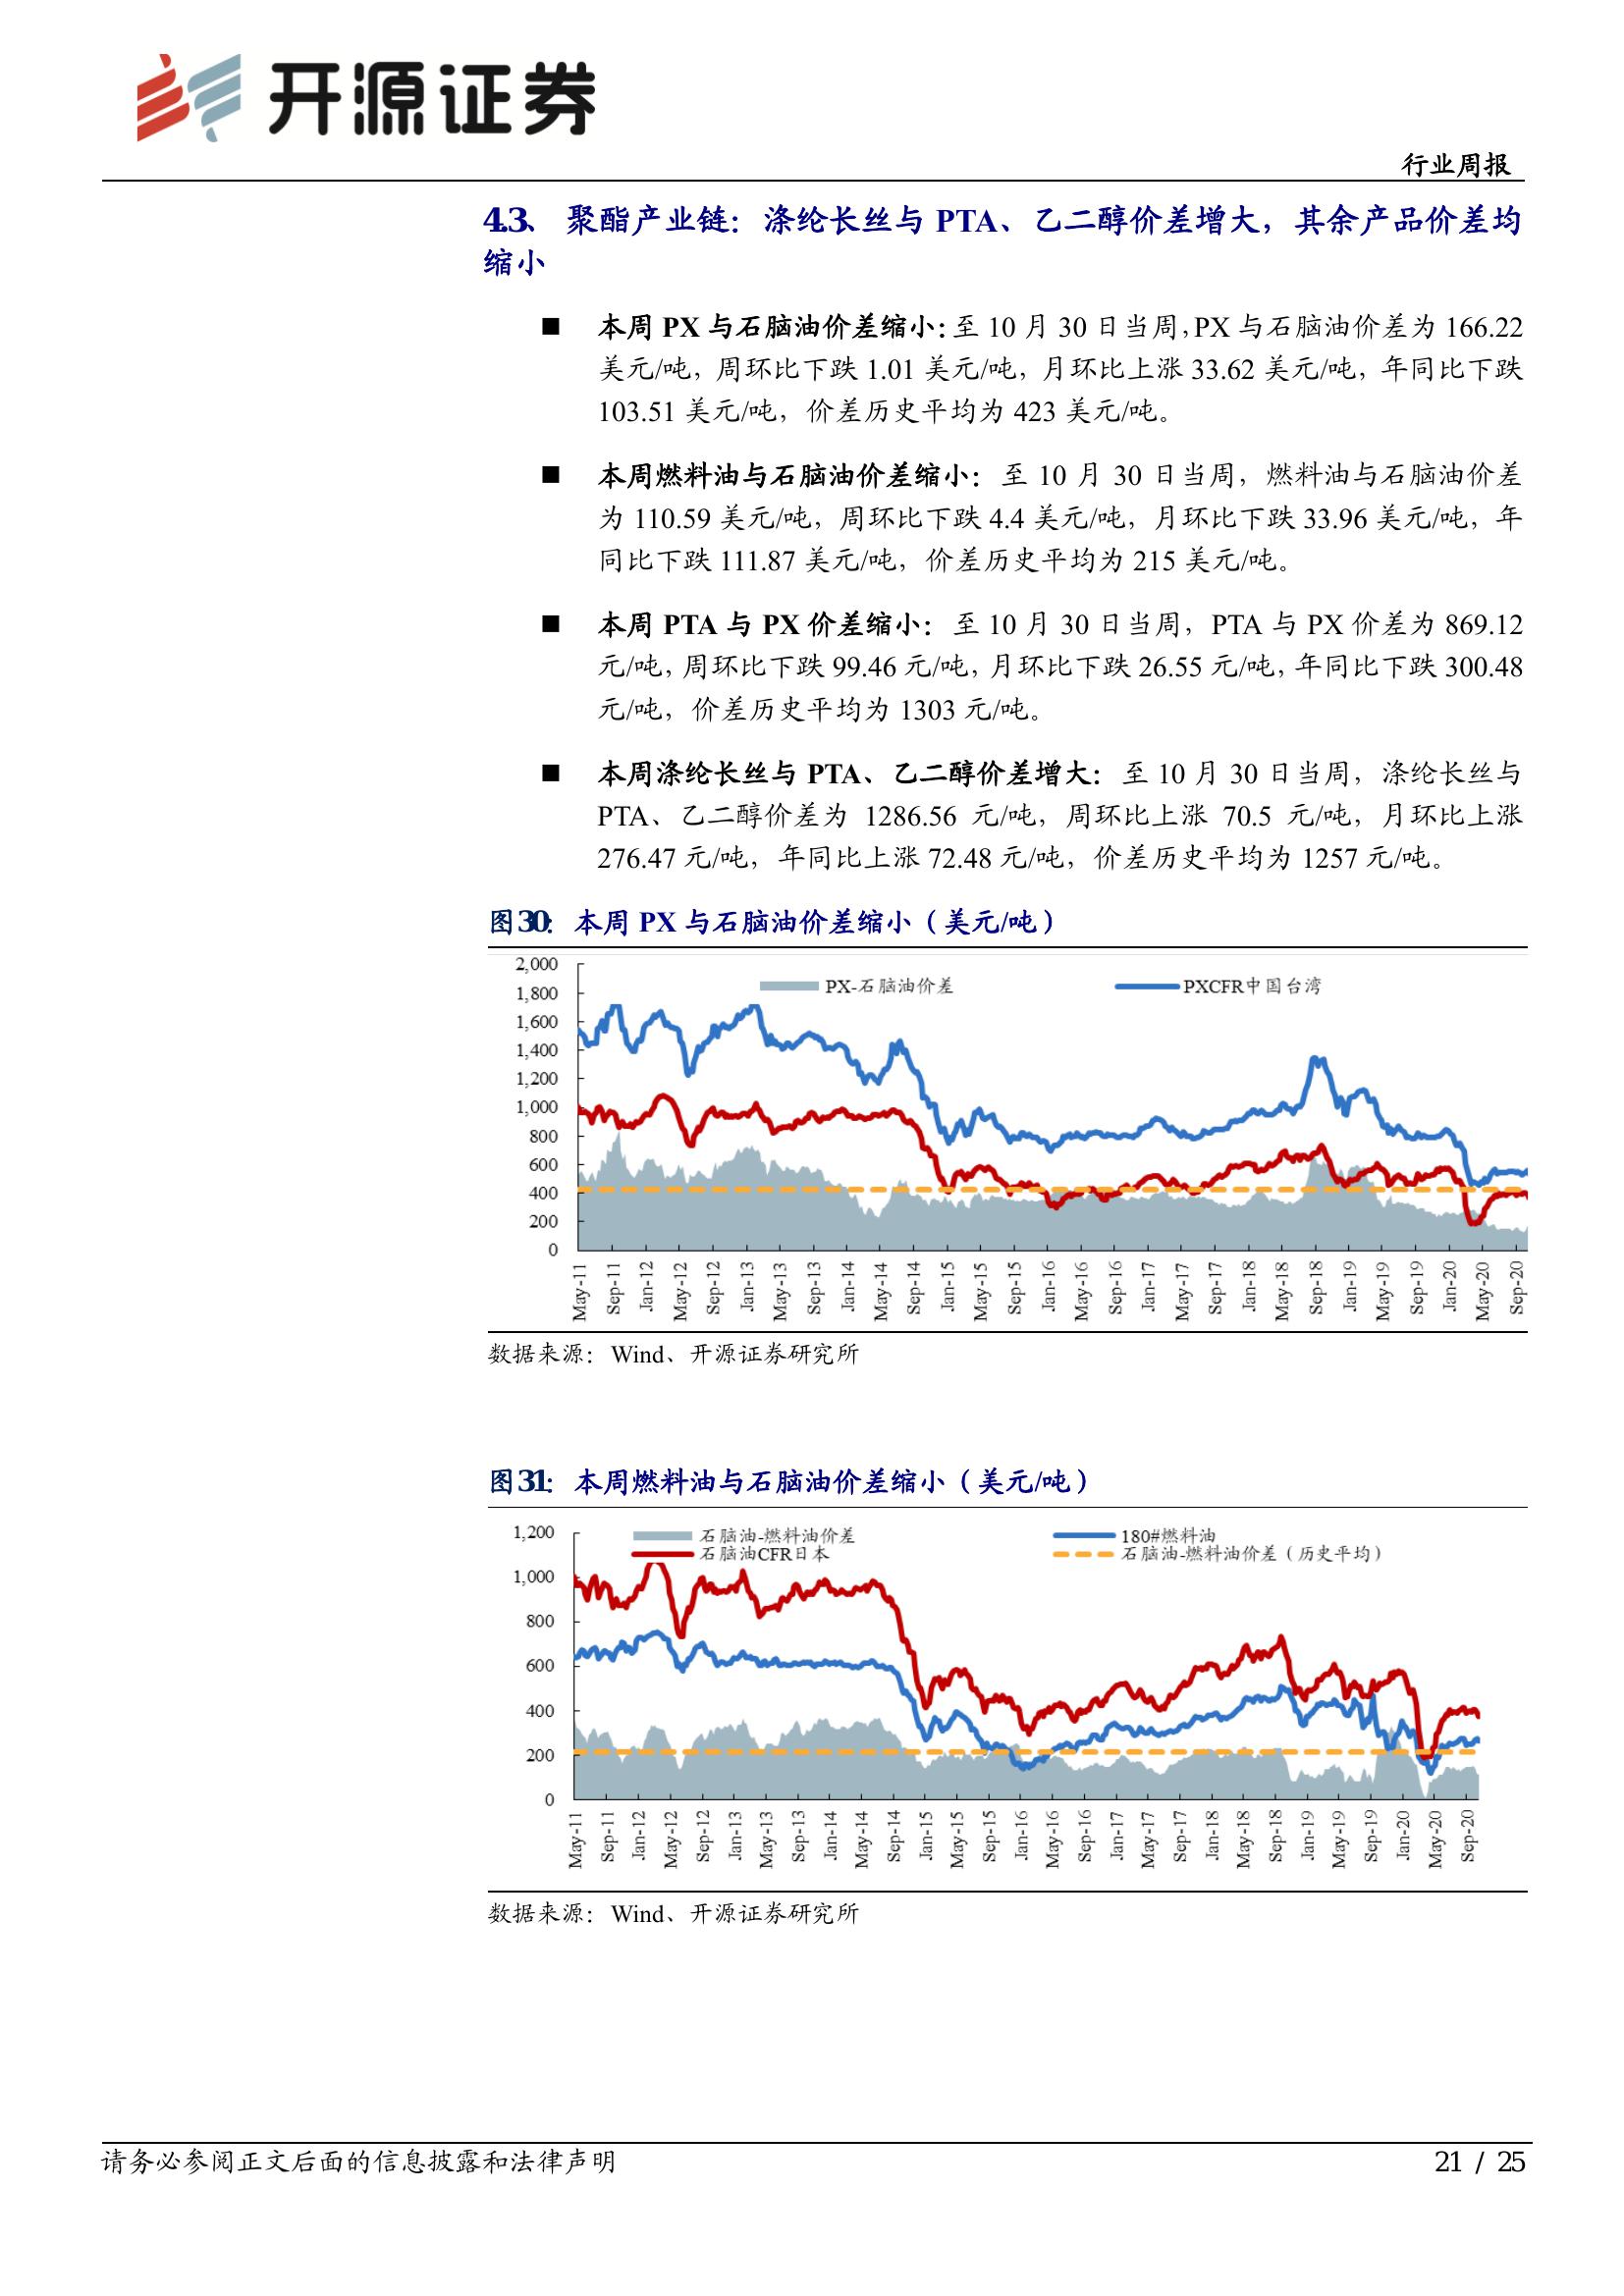 开源证券
行业周报
4.3、 聚酯产业链：涤纶长丝与 PTA、乙二醇价差增大，其余产品价差均
缩小
■ 本周 PX 与石脑油价差缩小：至 10 月 30 日当周，PX 与石脑油价差为 166.22
美元/吨，周环比下跌 1.01 美元/吨，月环比上涨 33.62 美元/吨，年同比下跌
103.51 美元/吨，价差历史平均为 423 美元/吨。
■ 本周燃料油与石脑油价差缩小：至 10 月 30 日当周，燃料油与石脑油价差
为 110.59 美元/吨，周环比下跌 4.4 美元/吨，月环比下跌 33.96 美元/吨，年
同比下跌 111.87 美元/吨，价差历史平均为 215 美元/吨。
■ 本周 PTA 与 PX 价差缩小：至 10 月 30 日当周，PTA 与 PX 价差为 869.12
元/吨，周环比下跌 99.46 元/吨，月环比下跌 26.55 元/吨，年同比下跌 300.48
元/吨，价差历史平均为 1303 元/吨。
■ 本周涤纶长丝与 PTA、乙二醇价差增大：至 10 月 30 日当周，涤纶长丝与
PTA、乙二醇价差为 1286.56 元/吨，周环比上涨 70.5 元/吨，月环比上涨
276.47 元/吨，年同比上涨 72.48 元/吨，价差历史平均为 1257 元/吨。
图30：本周 PX 与石脑油价差缩小（美元/吨）
PX-石脑油价差 PXCFR中国台湾
2,000
1,800
1,600
1,400
1,200
1,000
800
600
400
200
0
May-11 Sep-11 Jan-12 May-12 Sep-12 Jan-13 May-13 Sep-13 Jan-14 May-14 Sep-14 Jan-15 May-15 Sep-15 Jan-16 May-16 Sep-16 Jan-17 May-17 Sep-17 Jan-18 May-18 Sep-18 Jan-19 May-19 Sep-19 Jan-20 May-20 Sep-20
数据来源：Wind、开源证券研究所
图31：本周燃料油与石脑油价差缩小（美元/吨）
石脑油-燃料油价差 180#燃料油
石脑油CFR日本 石脑油-燃料油价差（历史平均）
1,200
1,000
800
600
400
200
0
May-11 Sep-11 Jan-12 May-12 Sep-12 Jan-13 May-13 Sep-13 Jan-14 May-14 Sep-14 Jan-15 May-15 Sep-15 Jan-16 May-16 Sep-16 Jan-17 May-17 Sep-17 Jan-18 May-18 Sep-18 Jan-19 May-19 Sep-19 Jan-20 May-20 Sep-20
数据来源：Wind、开源证券研究所
请务必参阅正文后面的信息披露和法律声明
21 / 25